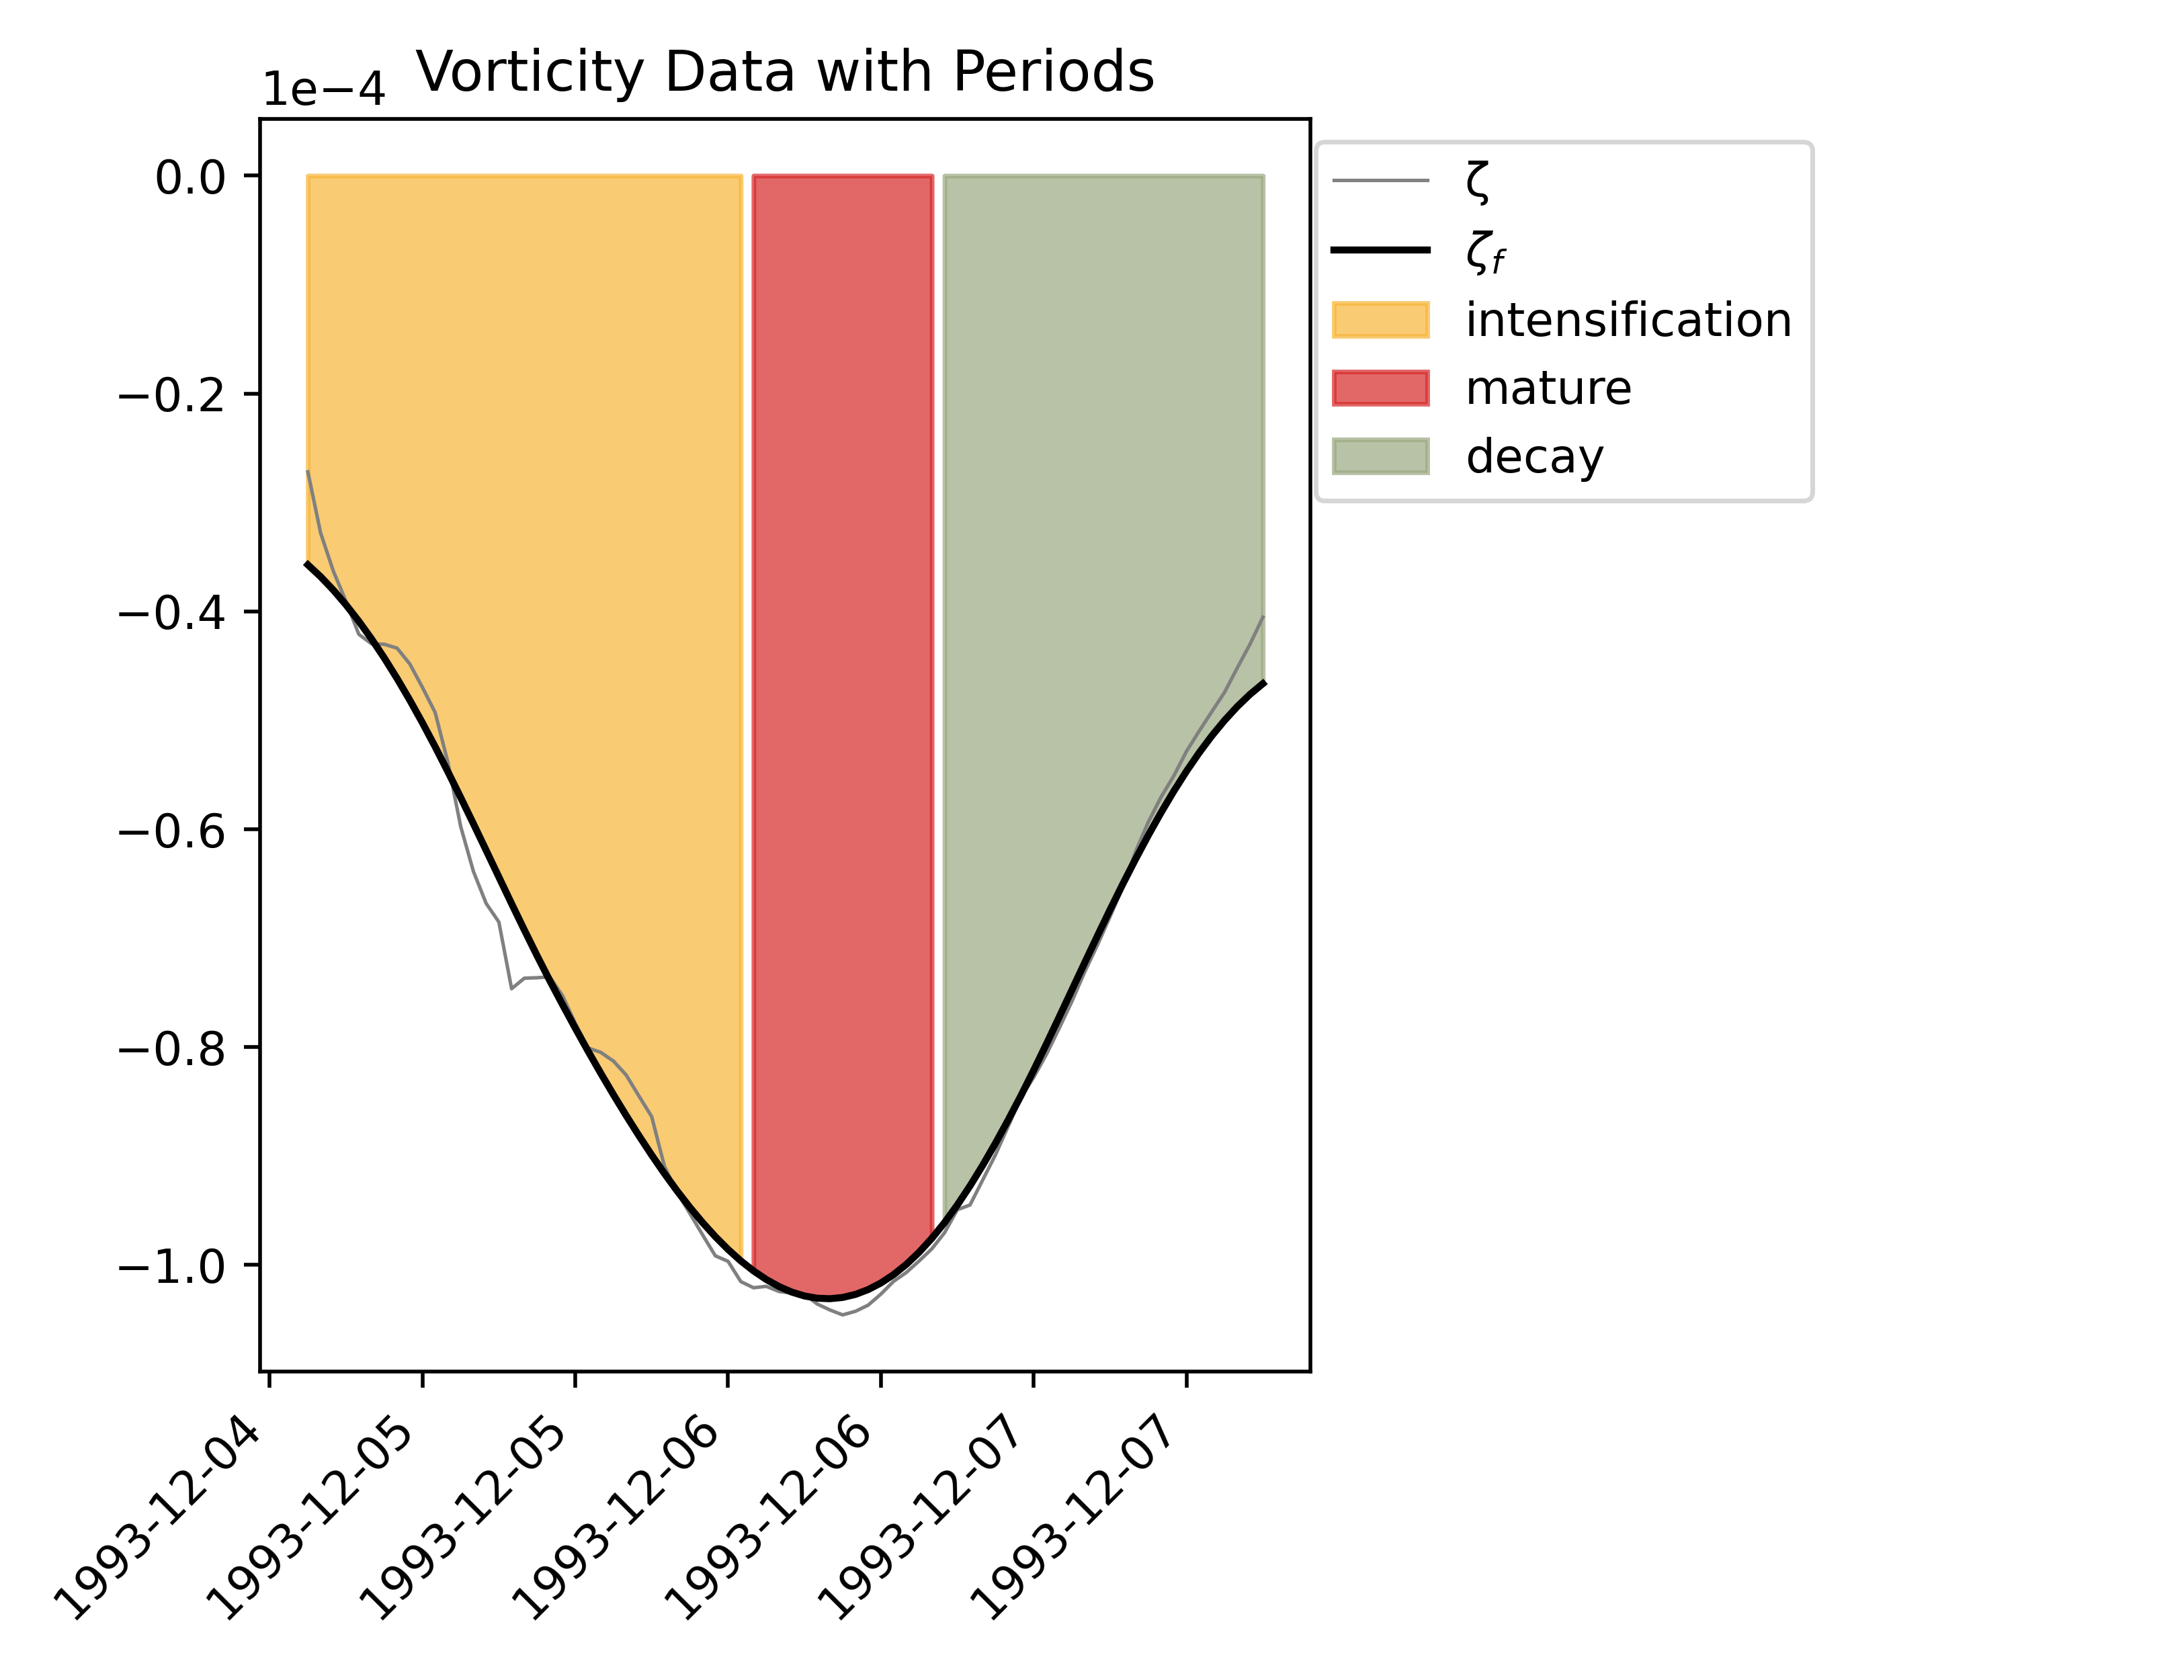 Vorticity Data with Periods
1e−4
0.0
−0.2
−0.4
−0.6
−0.8
−1.0
1993-12-04
1993-12-05
1993-12-05
1993-12-06
1993-12-06
1993-12-07
1993-12-07
ζ
ζf
intensification
mature
decay